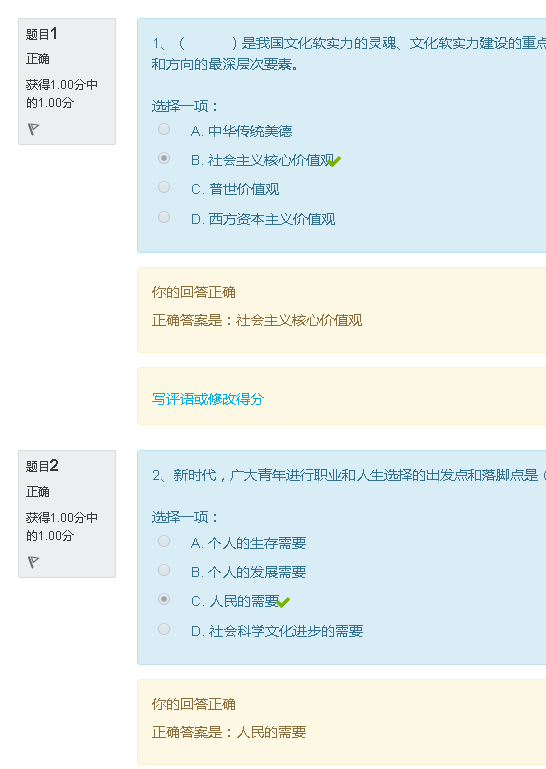 题目1
正确
获得1.00分中
的1.00分
1、（　　　）是我国文化软实力的灵魂、文化软实力建设的重点
和方向的最深层次要素。
选择一项：
A. 中华传统美德
B. 社会主义核心价值观
C. 普世价值观
D. 西方资本主义价值观
你的回答正确
正确答案是：社会主义核心价值观
写评语或修改得分
题目2
正确
获得1.00分中
的1.00分
2、新时代，广大青年进行职业和人生选择的出发点和落脚点是（
选择一项：
A. 个人的生存需要
B. 个人的发展需要
C. 人民的需要
D. 社会科学文化进步的需要
你的回答正确
正确答案是：人民的需要